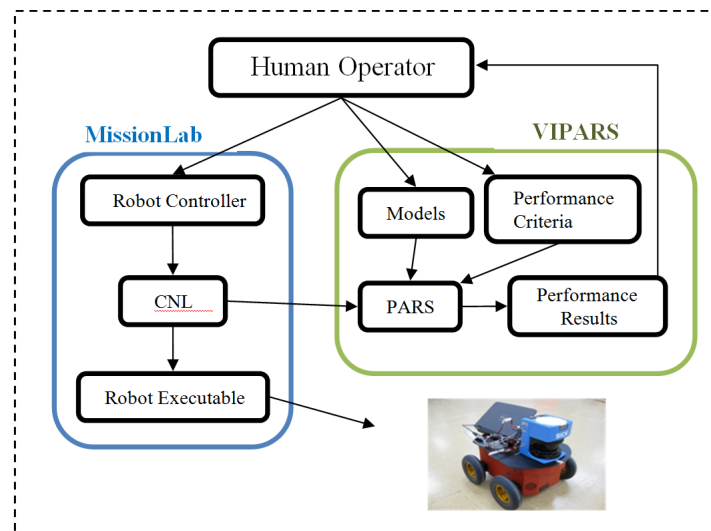 Human Operator
MissionLab
VIPARS
Robot Controller
Models
Performance
Criteria
CNL
PARS
Performance
Results
Robot Executable